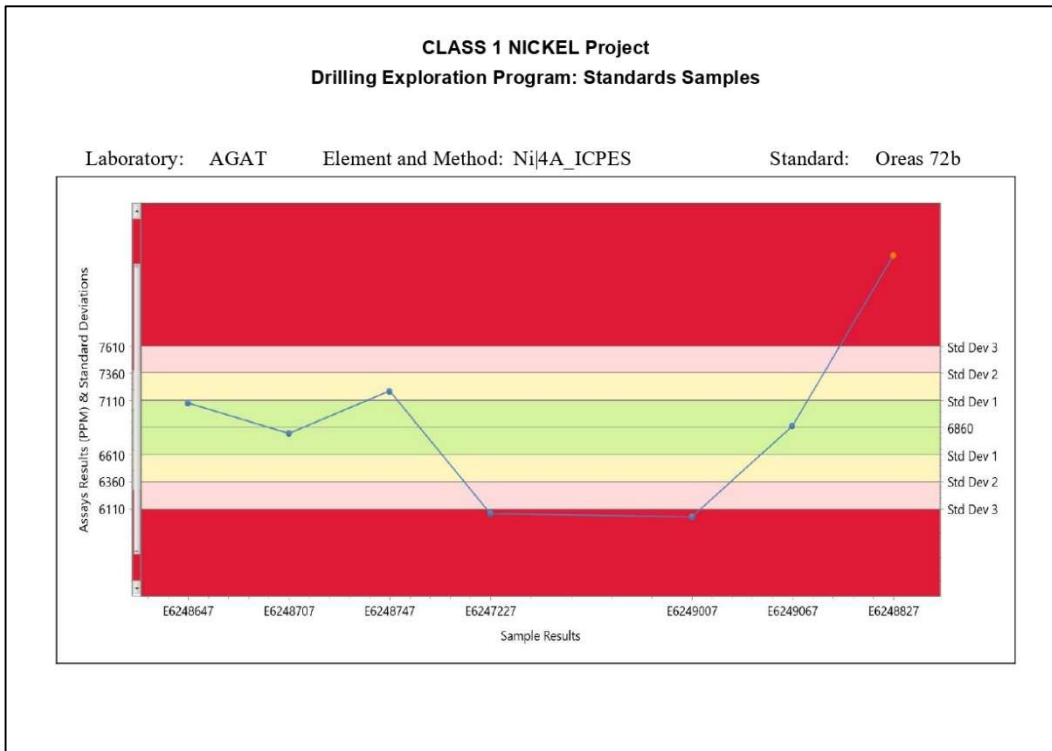 CLASS 1 NICKEL Project
Drilling Exploration Program: Standards Samples
Laboratory: AGAT Element and Method: Ni|4A_ICPES Standard: Oreas 72b
Assays Results (PPM) & Standard Deviations
7610
7360
7110
6610
6360
6110
Std Dev 3
Std Dev 2
Std Dev 1
6860
Std Dev 1
Std Dev 2
Std Dev 3
E6248647 E6248707 E6248747 E6247227 E6249007 E6249067 E6248827
Sample Results